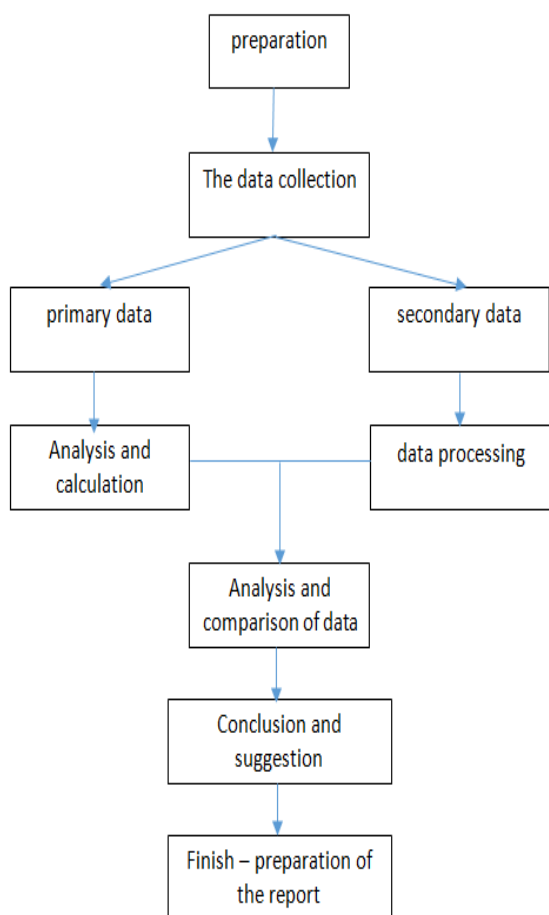 preparation
The data collection
primary data
secondary data
Analysis and
calculation
data processing
Analysis and
comparison of data
Conclusion and
suggestion
Finish – preparation of
the report